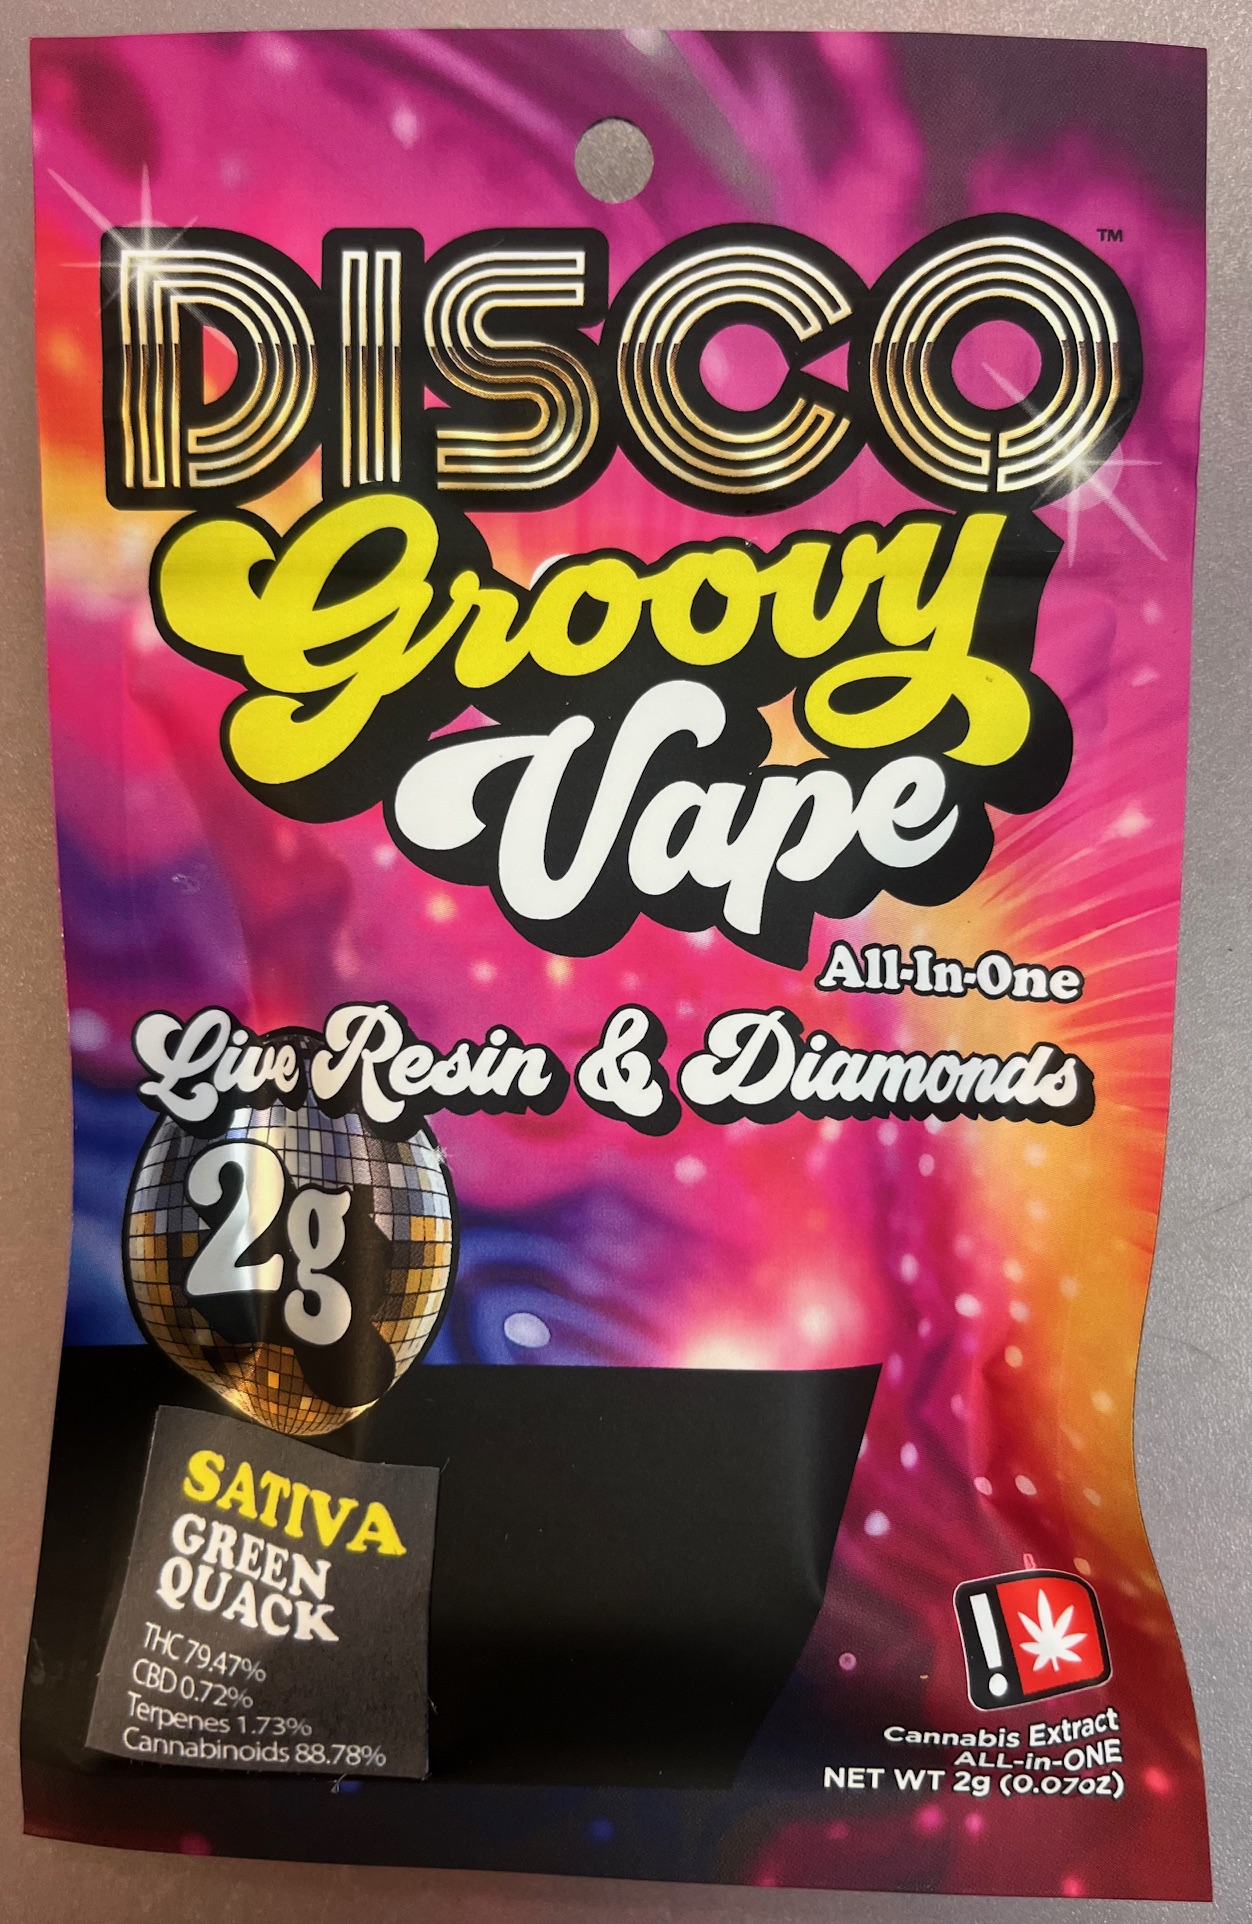 DISCO™
Groovy
Vape
All-In-One
Live Resin & Diamonds
2g
SATIVA
GREEN
QUACK
THC 79.47%
CBD 0.72%
Terpenes 1.73%
Cannabinoids 88.78%
!
Cannabis Extract
ALL-in-ONE
NET WT 2g (0.07oz)